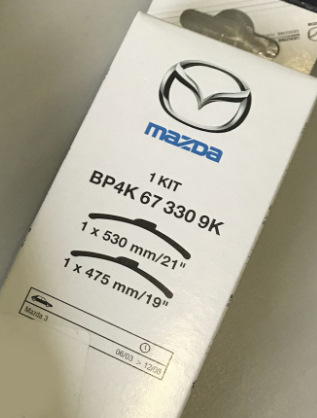 mazda
1 KIT
BP4K 67 330 9K
1 x 530 mm/21"
1 x 475 mm/19"
Mazda 3
06/03 > 12/08